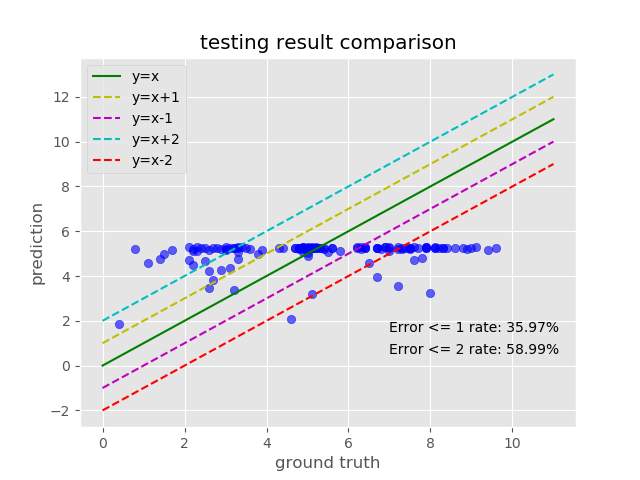 testing result comparison
y=x
y=x+1
y=x-1
y=x+2
y=x-2
12
10
8
6
4
2
0
−2
prediction
Error <= 1 rate: 35.97%
Error <= 2 rate: 58.99%
0 2 4 6 8 10
ground truth